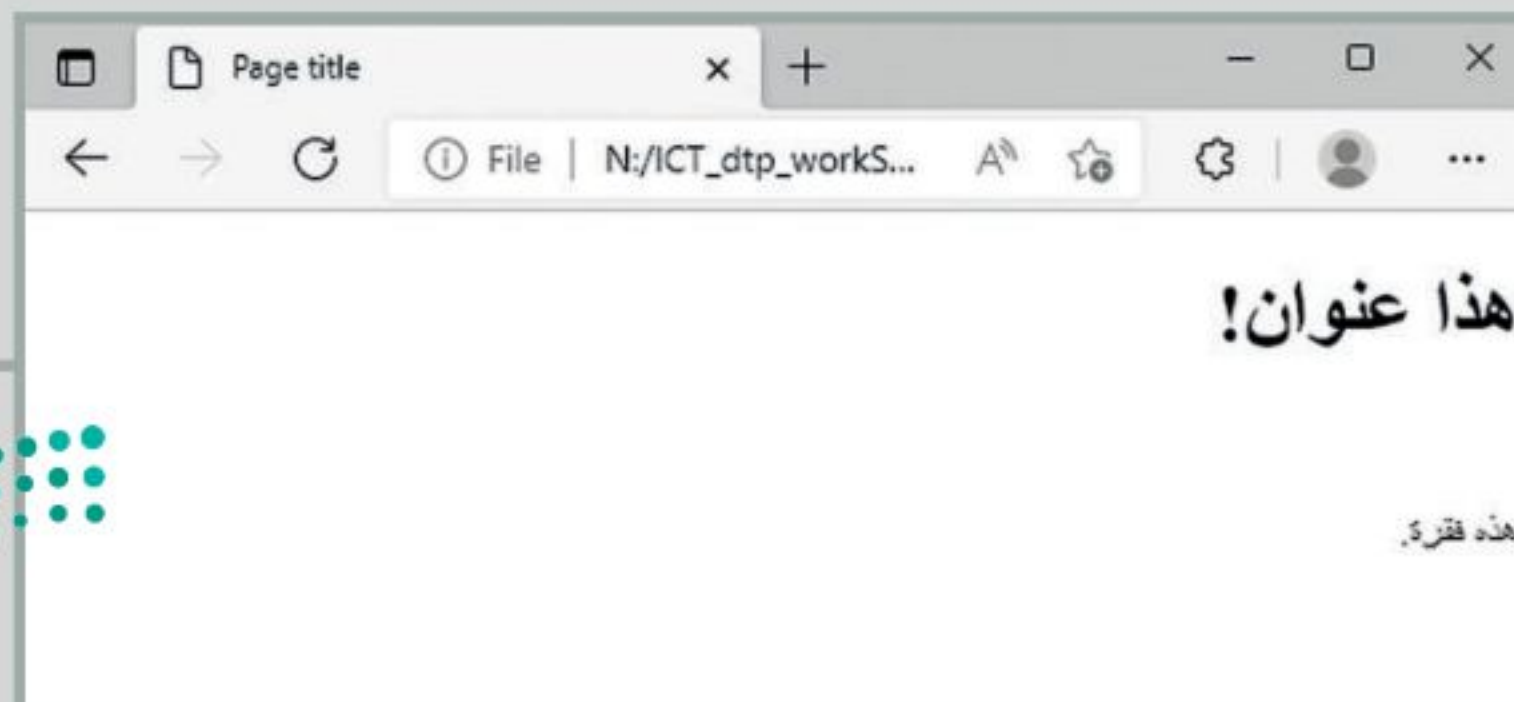 Page title
File | N:/ICT_dtp_workS...
هذا عنوان!
هذه فقرة.